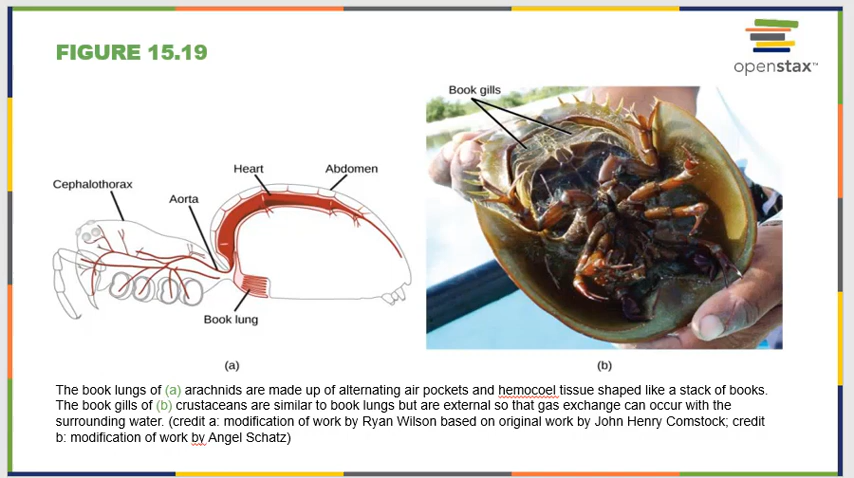 FIGURE 15.19
openstax™
Cephalothorax
Aorta
Heart
Abdomen
Book lung
(a)
Book gills
(b)
The book lungs of (a) arachnids are made up of alternating air pockets and hemocoel tissue shaped like a stack of books.
The book gills of (b) crustaceans are similar to book lungs but are external so that gas exchange can occur with the
surrounding water. (credit a: modification of work by Ryan Wilson based on original work by John Henry Comstock; credit
b: modification of work by Angel Schatz)